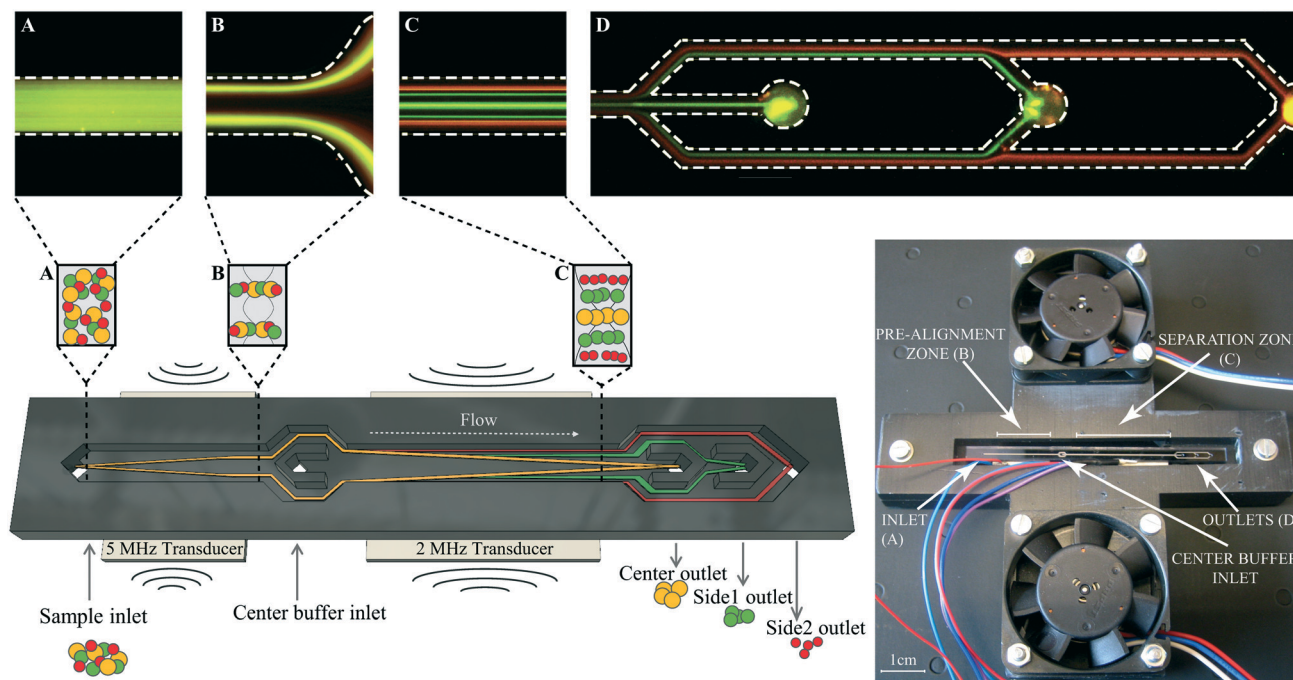 A
B
C
D
A
B
C
Flow
5 MHz Transducer
2 MHz Transducer
Sample inlet
Center buffer inlet
Center outlet
Side1 outlet
Side2 outlet
PRE-ALIGNMENT
ZONE (B)
SEPARATION ZON
(C)
INLET
(A)
OUTLETS (D
CENTER BUFFER
INLET
1cm